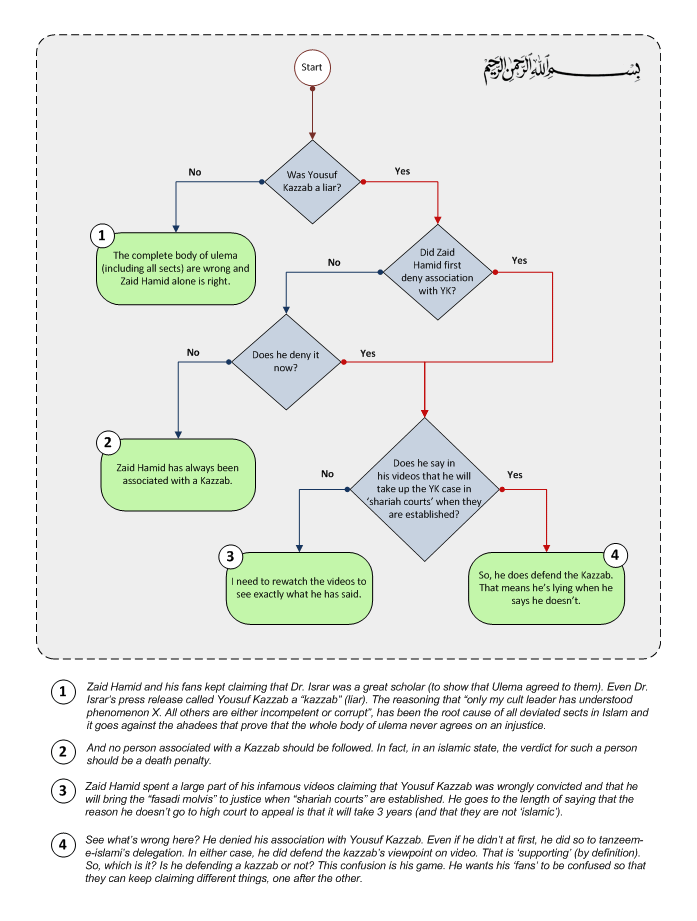 Start
بسم الله الرحمن الرحيم
Was Yousuf
Kazzab a liar?
No
Yes
1
The complete body of ulema
(including all sects) are wrong and
Zaid Hamid alone is right.
Did Zaid
Hamid first
deny association
with YK?
No
Yes
Does he deny it
now?
No
Yes
2
Zaid Hamid has always been
associated with a Kazzab.
Does he say in
his videos that he will
take up the YK case in
‘shariah courts’ when they
are established?
No
Yes
3
I need to rewatch the videos to
see exactly what he has said.
4
So, he does defend the Kazzab.
That means he’s lying when he
says he doesn’t.
1
Zaid Hamid and his fans kept claiming that Dr. Israr was a great scholar (to show that Ulema agreed to them). Even Dr.
Israr’s press release called Yousuf Kazzab a “kazzab” (liar). The reasoning that “only my cult leader has understood
phenomenon X. All others are either incompetent or corrupt”, has been the root cause of all deviated sects in Islam and
it goes against the ahadees that prove that the whole body of ulema never agrees on an injustice.
2
And no person associated with a Kazzab should be followed. In fact, in an islamic state, the verdict for such a person
should be a death penalty.
3
Zaid Hamid spent a large part of his infamous videos claiming that Yousuf Kazzab was wrongly convicted and that he
will bring the “fasadi molvis” to justice when “shariah courts” are established. He goes to the length of saying that the
reason he doesn’t go to high court to appeal is that it will take 3 years (and that they are not ‘islamic’).
4
See what’s wrong here? He denied his association with Yousuf Kazzab. Even if he didn’t at first, he did so to tanzeem-
e-islami’s delegation. In either case, he did defend the kazzab’s viewpoint on video. That is ‘supporting’ (by definition).
So, which is it? Is he defending a kazzab or not? This confusion is his game. He wants his ‘fans’ to be confused so that
they can keep claiming different things, one after the other.